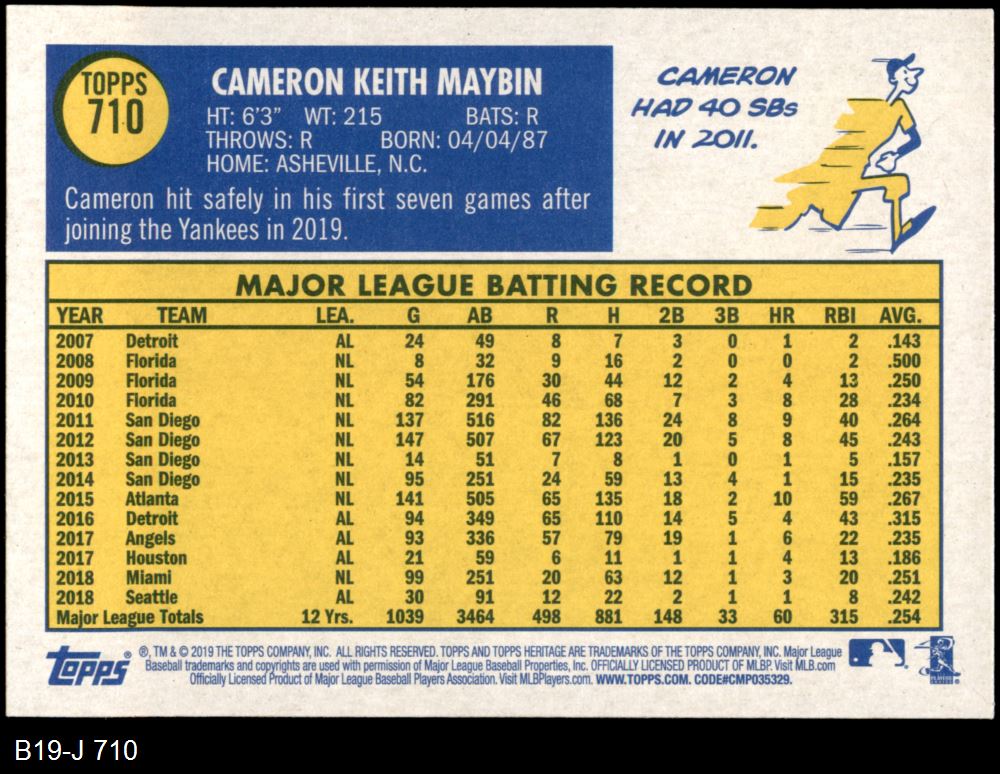 TOPPS
710
CAMERON KEITH MAYBIN
HT: 6'3" WT: 215 BATS: R
THROWS: R BORN: 04/04/87
HOME: ASHEVILLE, N.C.
Cameron hit safely in his first seven games after
joining the Yankees in 2019.
CAMERON
HAD 40 SBs
IN 2011.
MAJOR LEAGUE BATTING RECORD
YEAR TEAM LEA. G AB R H 2B 3B HR RBI AVG.
2007 Detroit AL 24 49 8 7 3 0 1 2 .143
2008 Florida NL 8 32 9 16 2 0 0 2 .500
2009 Florida NL 54 176 30 44 12 2 4 13 .250
2010 Florida NL 82 291 46 68 7 3 8 28 .234
2011 San Diego NL 137 516 82 136 24 8 9 40 .264
2012 San Diego NL 147 507 67 123 20 5 8 45 .243
2013 San Diego NL 14 51 7 8 1 0 1 5 .157
2014 San Diego NL 95 251 24 59 13 4 1 15 .235
2015 Atlanta NL 141 505 65 135 18 2 10 59 .267
2016 Detroit AL 94 349 65 110 14 5 4 43 .315
2017 Angels AL 93 336 57 79 19 1 6 22 .235
2017 Houston AL 21 59 6 11 1 1 4 13 .186
2018 Miami NL 99 251 20 63 12 1 3 20 .251
2018 Seattle AL 30 91 12 22 2 1 1 8 .242
Major League Totals 12 Yrs. 1039 3464 498 881 148 33 60 315 .254
Topps® ®, TM & © 2019 THE TOPPS COMPANY, INC. ALL RIGHTS RESERVED. TOPPS AND TOPPS HERITAGE ARE TRADEMARKS OF THE TOPPS COMPANY, INC. Major League
Baseball trademarks and copyrights are used with permission of Major League Baseball Properties, Inc. OFFICIALLY LICENSED PRODUCT OF MLBP. Visit MLB.com
Officially Licensed Product of Major League Baseball Players Association. Visit MLBPlayers.com. WWW.TOPPS.COM. CODE#CMP035329.
B19-J 710